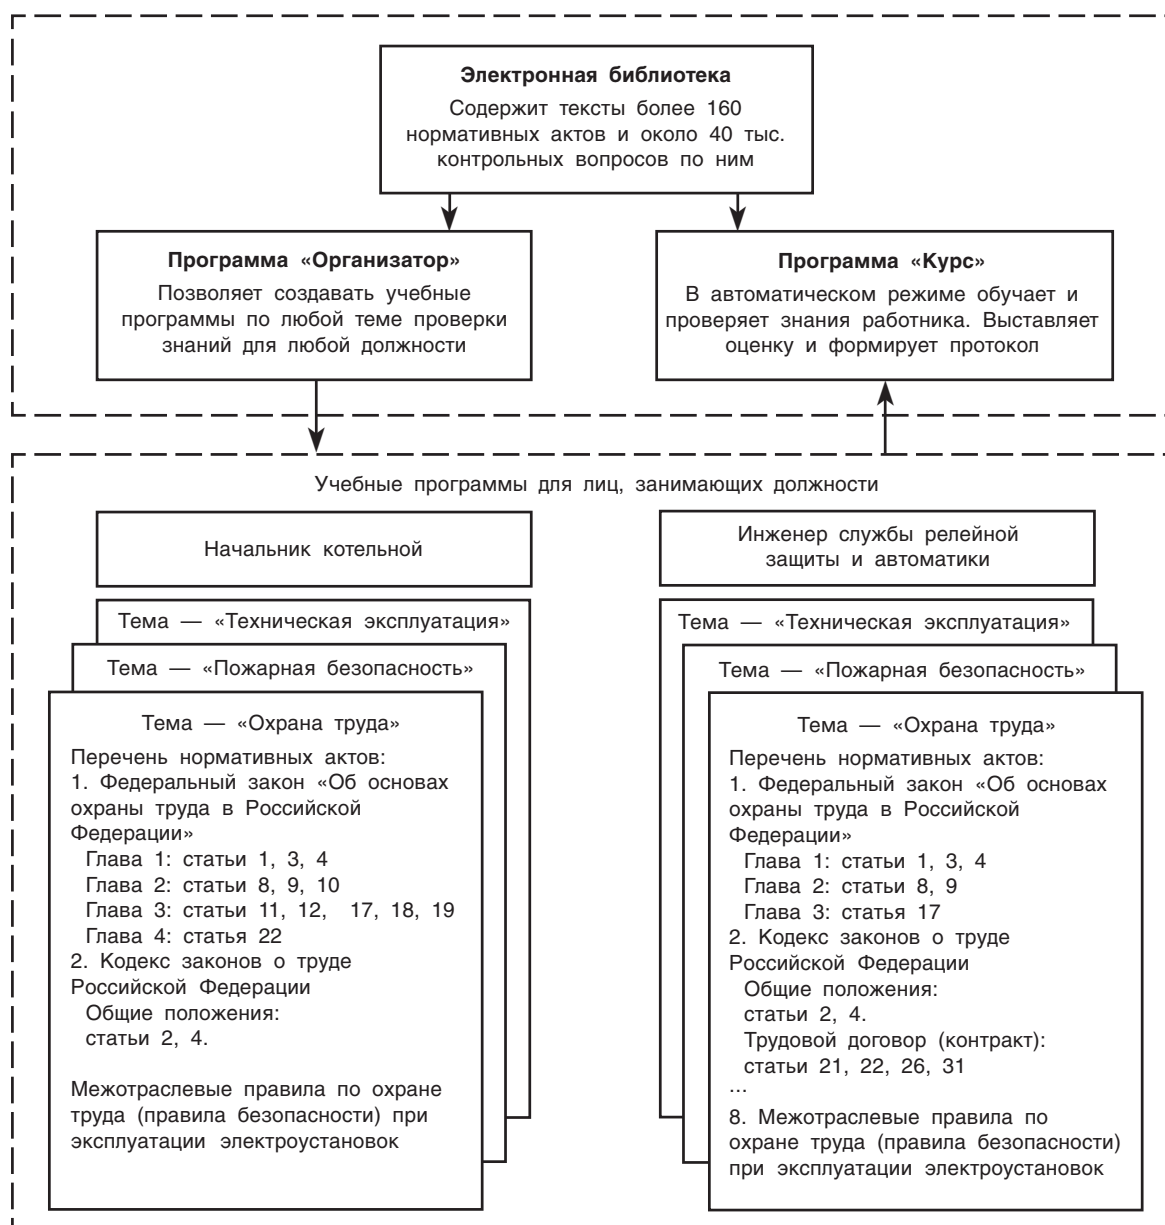 Электронная библиотека
Содержит тексты более 160
нормативных актов и около 40 тыс.
контрольных вопросов по ним
Программа «Организатор»
Позволяет создавать учебные
программы по любой теме проверки
знаний для любой должности
Программа «Курс»
В автоматическом режиме обучает и
проверяет знания работника. Выставляет
оценку и формирует протокол
Учебные программы для лиц, занимающих должности
Начальник котельной
Тема — «Техническая эксплуатация»
Тема — «Пожарная безопасность»
Тема — «Охрана труда»
Перечень нормативных актов:
1. Федеральный закон «Об основах
охраны труда в Российской
Федерации»
Глава 1: статьи 1, 3, 4
Глава 2: статьи 8, 9, 10
Глава 3: статьи 11, 12, 17, 18, 19
Глава 4: статья 22
2. Кодекс законов о труде
Российской Федерации
Общие положения:
статьи 2, 4.
Межотраслевые правила по охране
труда (правила безопасности) при
эксплуатации электроустановок
Инженер службы релейной
защиты и автоматики
Тема — «Техническая эксплуатация»
Тема — «Пожарная безопасность»
Тема — «Охрана труда»
Перечень нормативных актов:
1. Федеральный закон «Об основах
охраны труда в Российской
Федерации»
Глава 1: статьи 1, 3, 4
Глава 2: статьи 8, 9
Глава 3: статья 17
2. Кодекс законов о труде
Российской Федерации
Общие положения:
статьи 2, 4.
Трудовой договор (контракт):
статьи 21, 22, 26, 31
...
8. Межотраслевые правила по
охране труда (правила безопасности)
при эксплуатации электроустановок